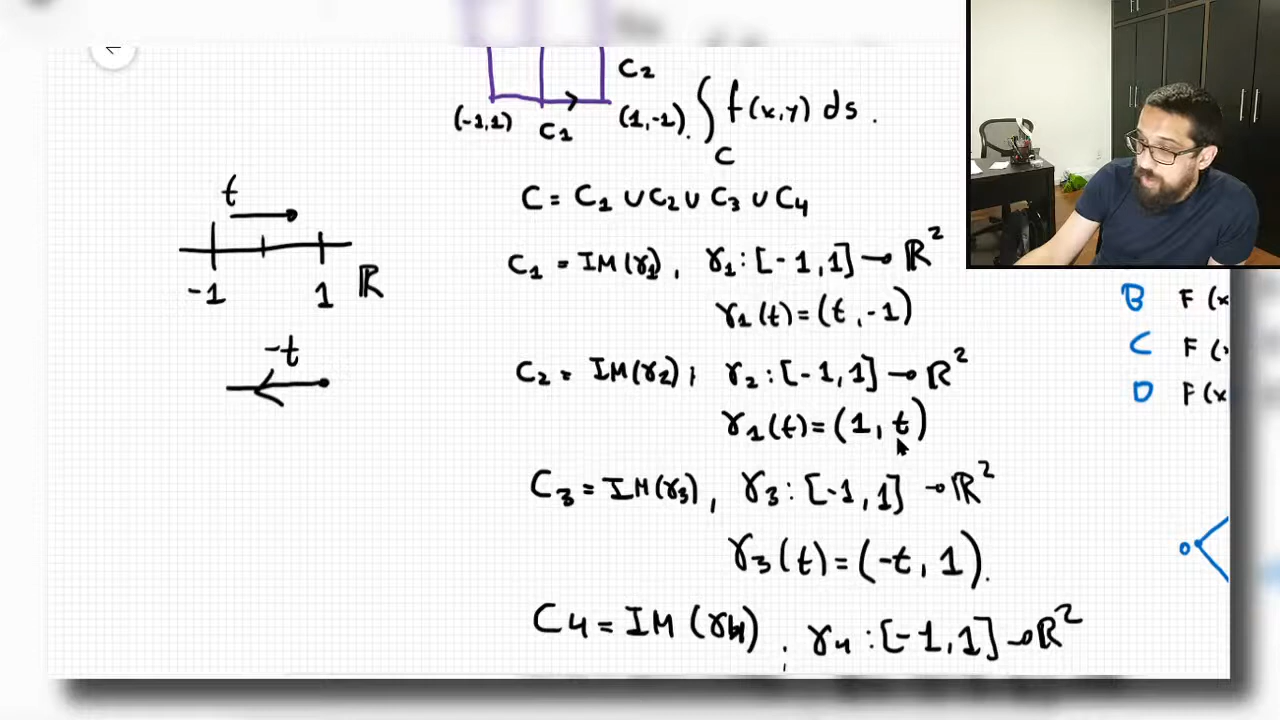 C2
(-1,1) C1 (1,-1). ∫ f(x,y) ds .
C
C = C1 ∪ C2 ∪ C3 ∪ C4
t
-1 1 ℝ
-t
C1 = IM(γ1), γ1 : [-1,1] → ℝ²
γ1(t) = (t,-1)
C2 = IM(γ2); γ2 : [-1,1] → ℝ²
γ1(t) = (1,t)
C3 = IM(γ3), γ3 : [-1,1] → ℝ²
γ3(t) = (-t,1).
C4 = IM(γ4); γ4 : [-1,1] → ℝ²
B F(x
C F(
D F(x
0